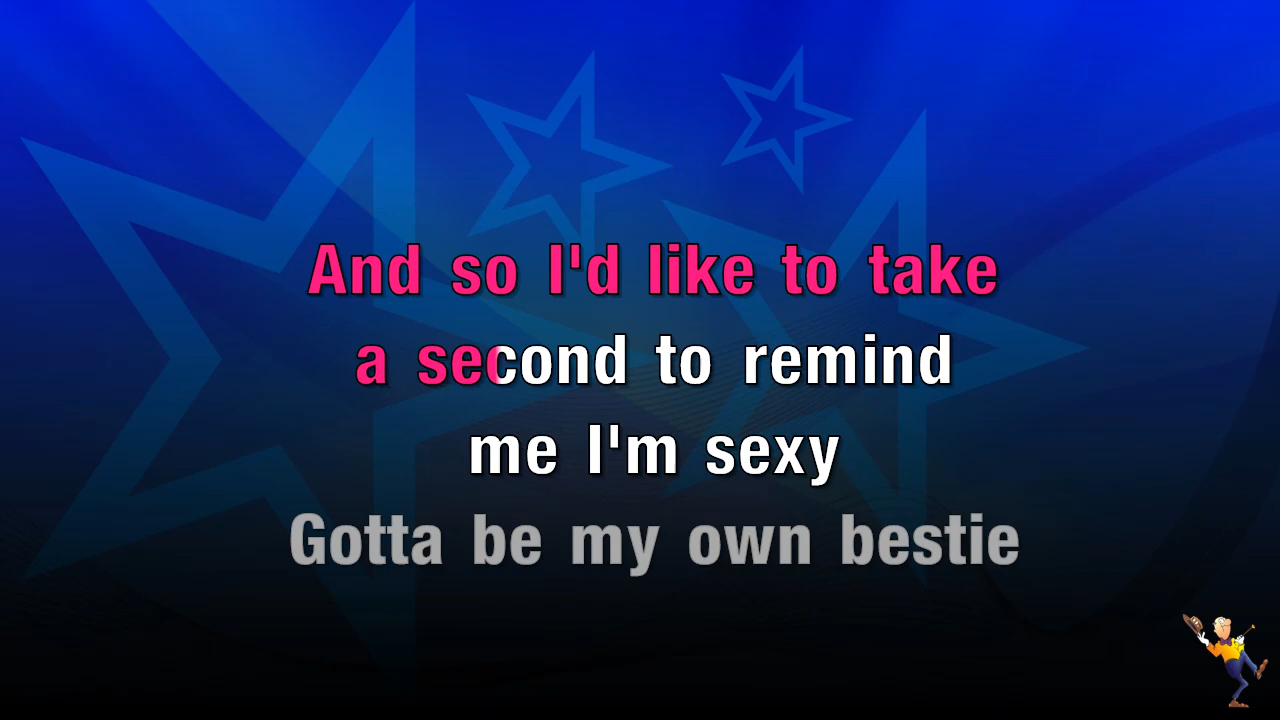 And so I'd like to take
a second to remind
me I'm sexy
Gotta be my own bestie